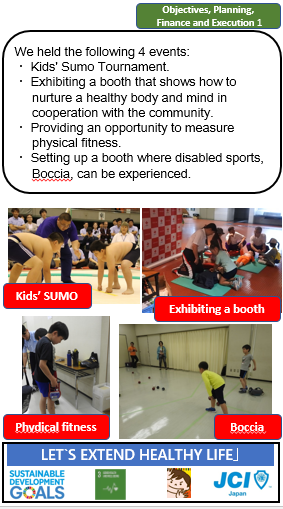 Objectives, Planning,
Finance and Execution 1
We held the following 4 events:
・ Kids' Sumo Tournament.
・ Exhibiting a booth that shows how to
nurture a healthy body and mind in
cooperation with the community.
・ Providing an opportunity to measure
physical fitness.
・ Setting up a booth where disabled sports,
Boccia, can be experienced.
Kids' SUMO
Exhibiting a booth
Phydical fitness
Boccia
LET`S EXTEND HEALTHY LIFE」
SUSTAINABLE
DEVELOPMENT
GOALS
JCI
Japan